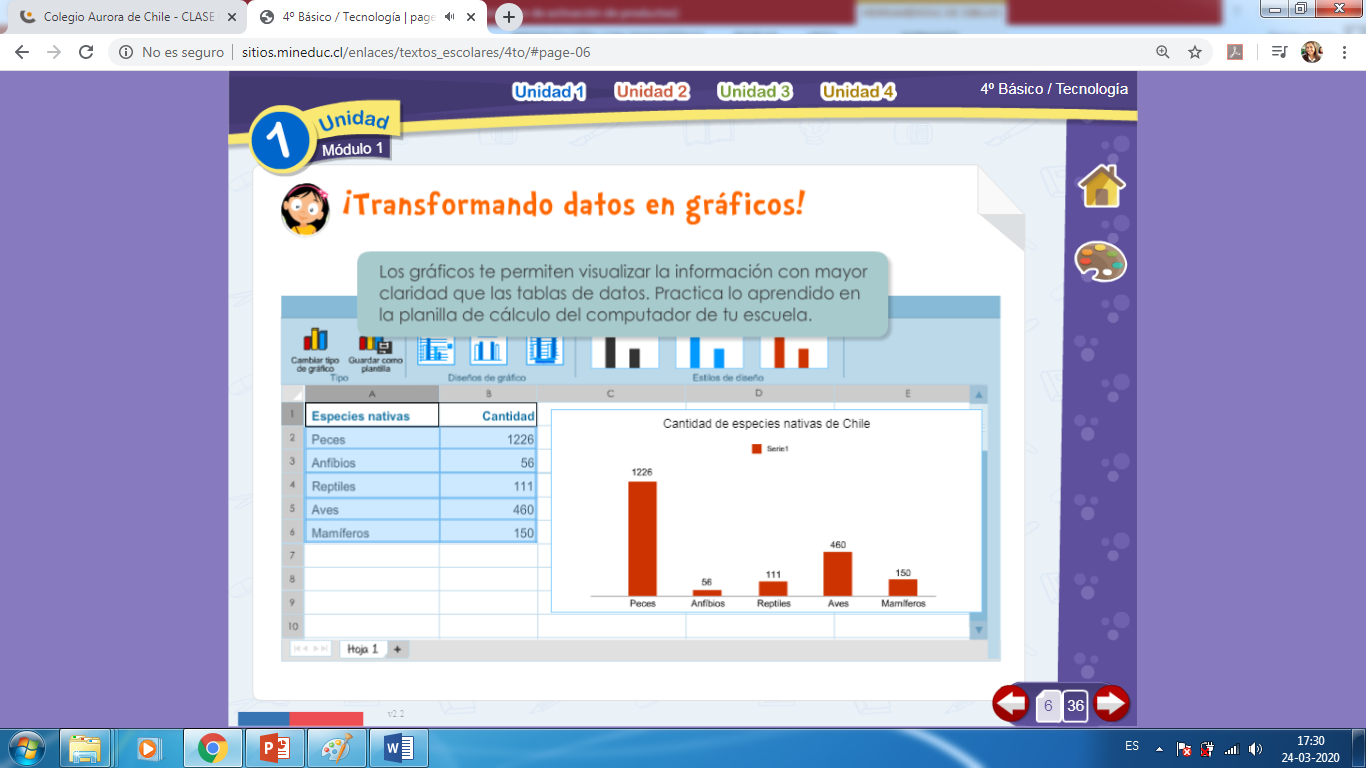 Colegio Aurora de Chile - CLASE
4º Básico / Tecnología | page
No es seguro
sitios.mineduc.cl/enlaces/textos_escolares/4to/#page-06
Unidad 1
Unidad 2
Unidad 3
Unidad 4
4º Básico / Tecnología
1
Unidad
Módulo 1
¡Transformando datos en gráficos!
Los gráficos te permiten visualizar la información con mayor
claridad que las tablas de datos. Practica lo aprendido en
la planilla de cálculo del computador de tu escuela.
Cambiar tipo
de gráfico
Guardar como
plantilla
Tipo
Diseños de gráfico
Estilos de diseño
A B C D E
1 Especies nativas Cantidad
2 Peces 1226
3 Anfíbios 56
4 Reptiles 111
5 Aves 460
6 Mamíferos 150
7
8
9
10
Cantidad de especies nativas de Chile
Serie1
1226
56
111
460
150
Peces Anfíbios Reptiles Aves Mamíferos
Hoja 1 +
6 36
v2.2
ES
17:30
24-03-2020